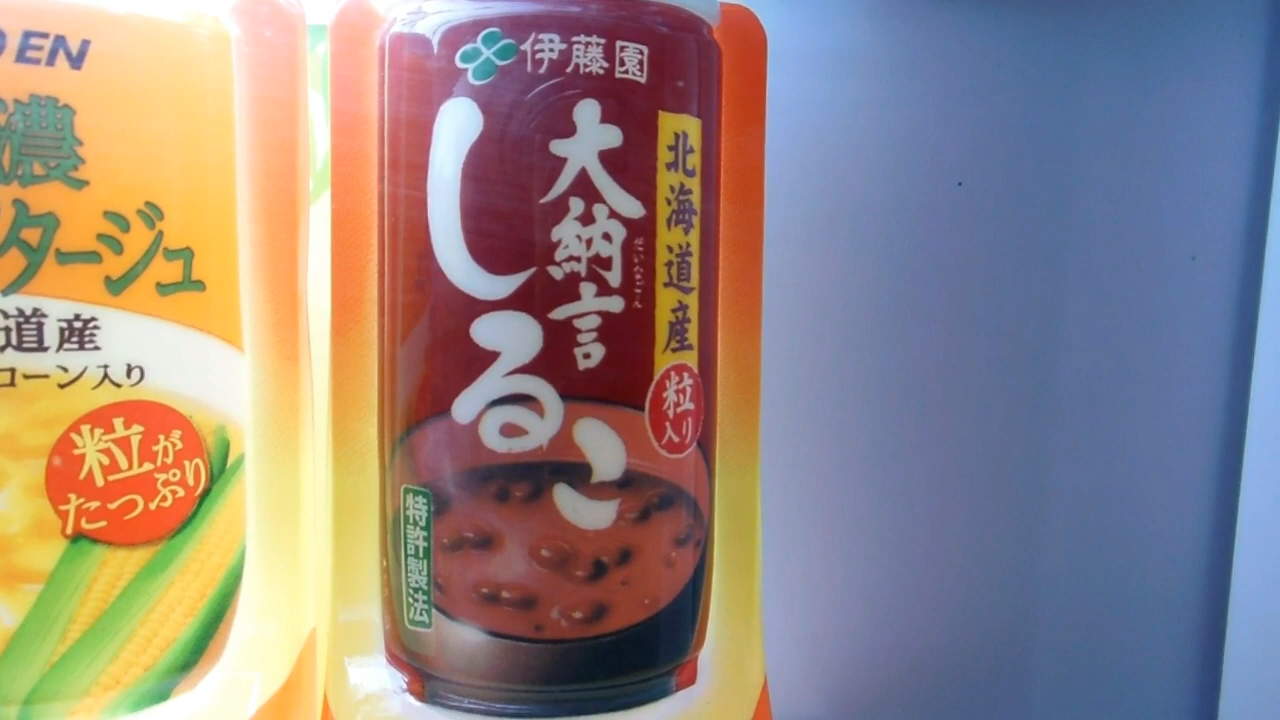 EN
濃
タージュ
道産
コーン入り
粒が
たっぷり
伊藤園
北海道産
粒
入り
大納言
だいなごん
しるこ
特許製法